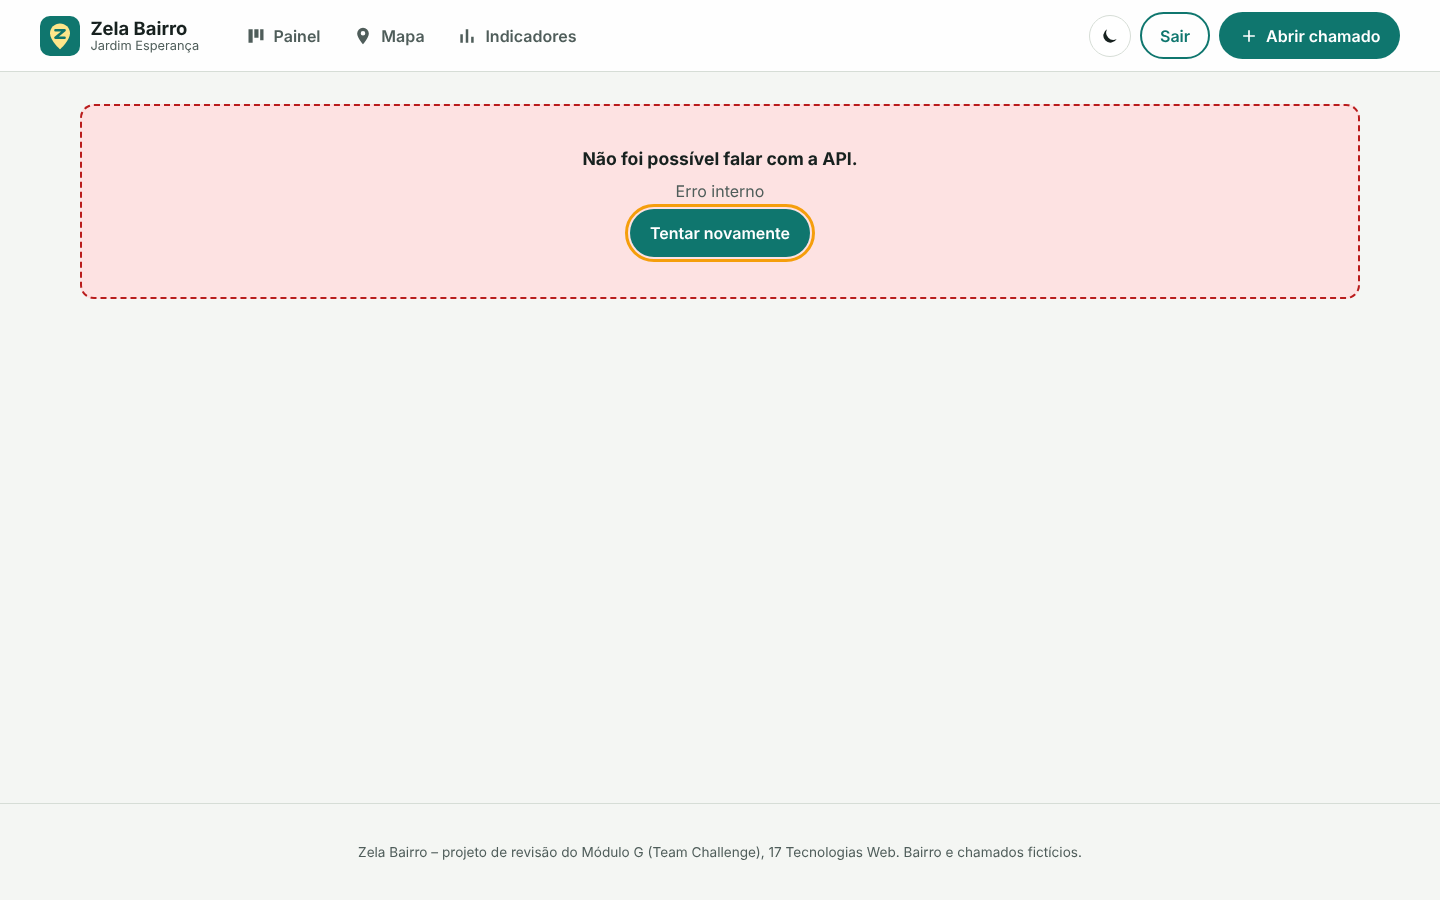 Zela Bairro
Jardim Esperança
Painel
Mapa
Indicadores
Sair
Abrir chamado
Não foi possível falar com a API.
Erro interno
Tentar novamente
Zela Bairro – projeto de revisão do Módulo G (Team Challenge), 17 Tecnologias Web. Bairro e chamados fictícios.